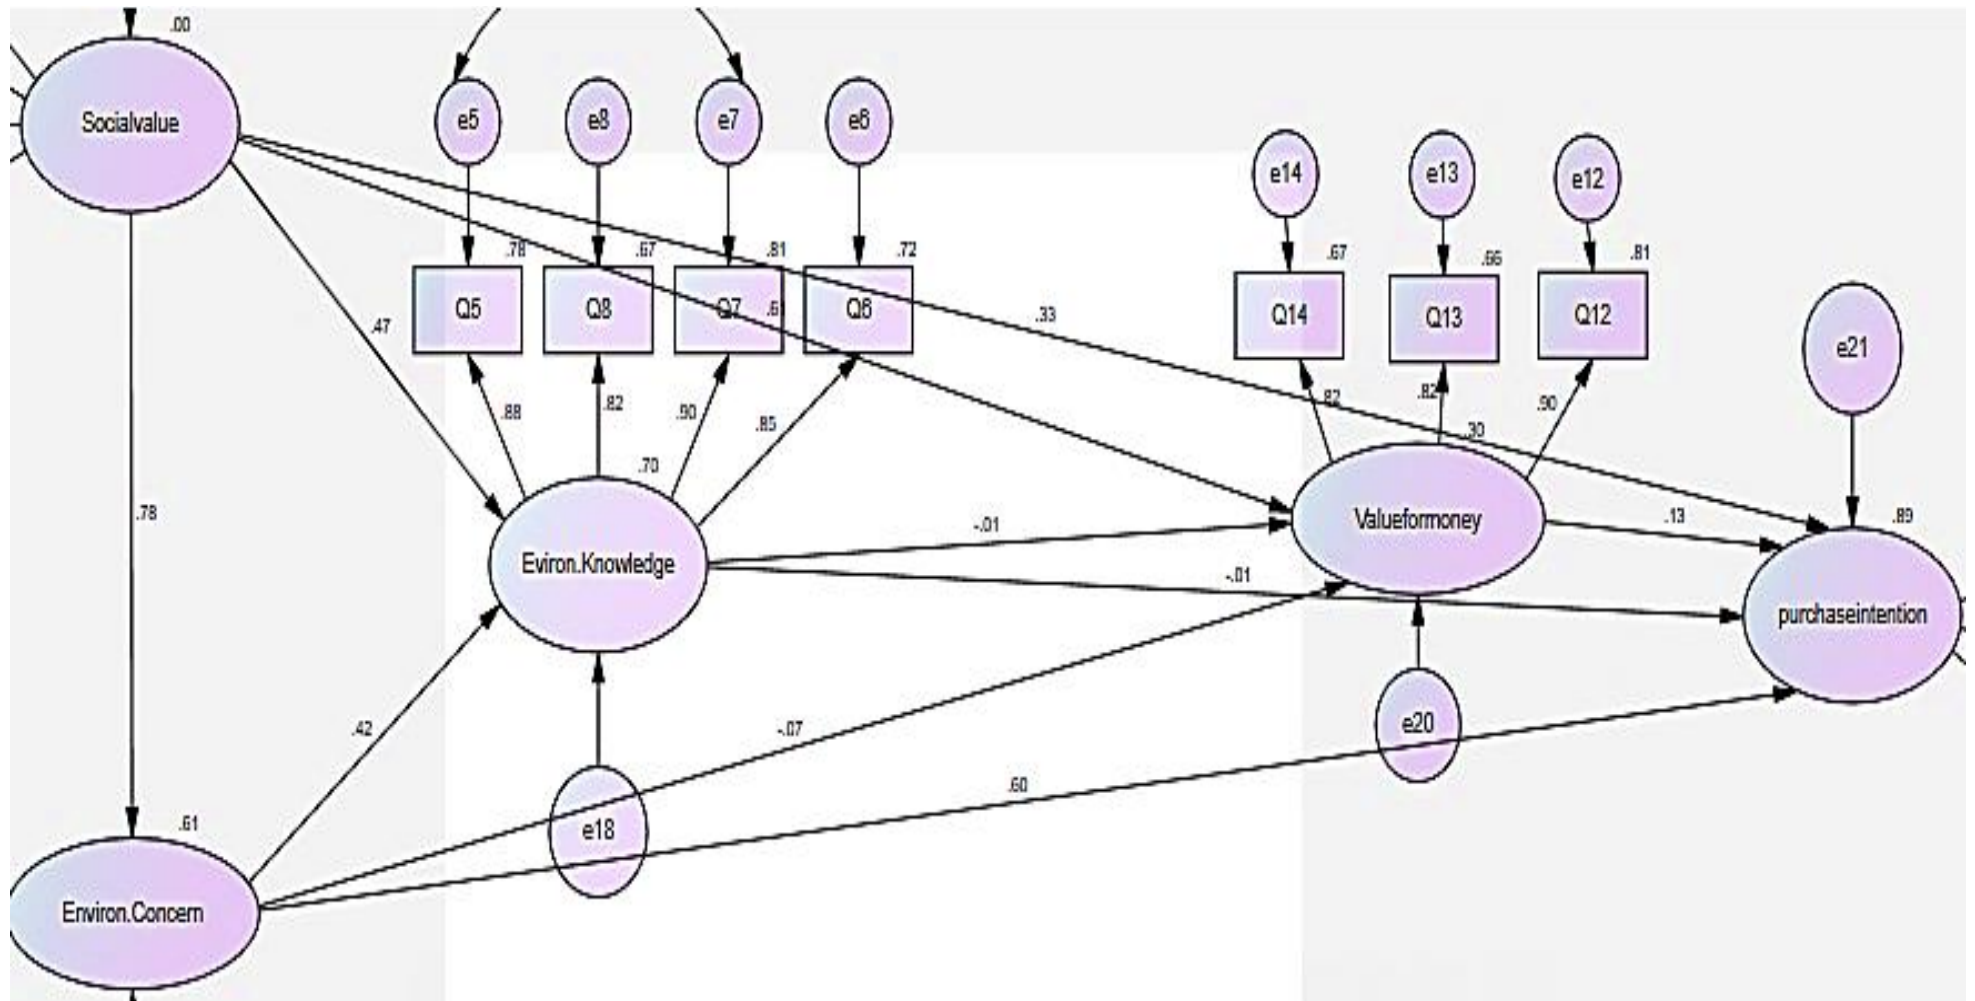 .00
Socialvalue
e5
e8
e7
e6
e14
e13
e12
.78
.67
.81
.72
.67
.66
.81
Q5
Q8
Q7
.61
Q6
.33
Q14
Q13
Q12
e21
.47
.88
.82
.90
.85
.82
.82
.90
.30
.70
.78
-.01
Valueformoney
.13
.89
Eviron.Knowledge
-.01
purchaseintention
.42
-.07
e20
.60
.61
e18
Environ.Concern